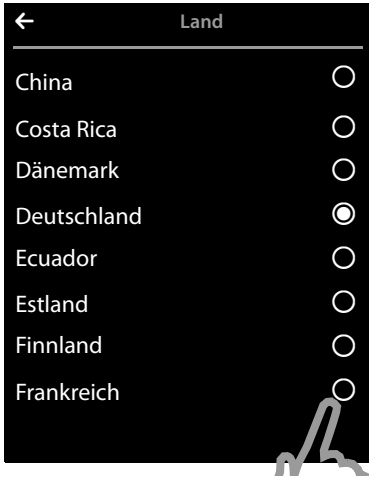 Land
China
Costa Rica
Dänemark
Deutschland
Ecuador
Estland
Finnland
Frankreich